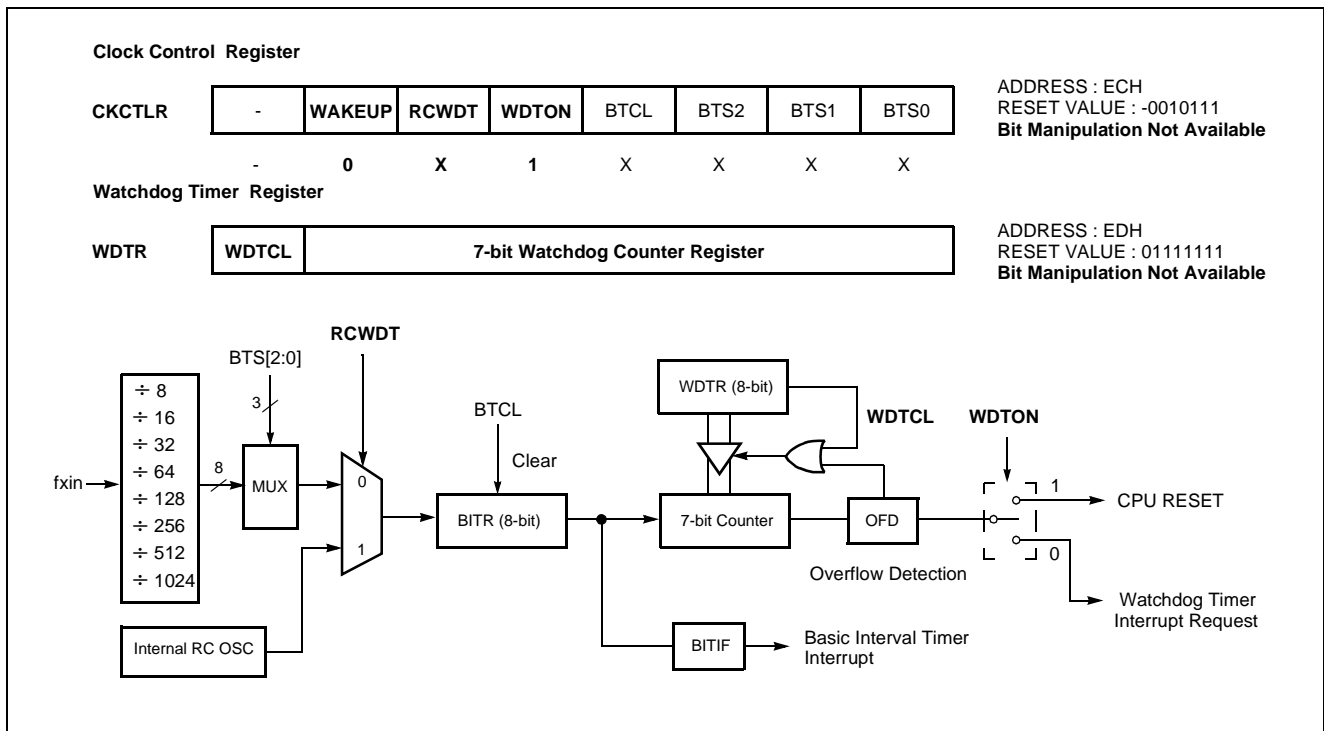 Clock Control Register
CKCTLR - WAKEUP RCWDT WDTON BTCL BTS2 BTS1 BTS0
ADDRESS : ECH
RESET VALUE : -0010111
Bit Manipulation Not Available
- 0 X 1 X X X X
Watchdog Timer Register
WDTR WDTCL 7-bit Watchdog Counter Register
ADDRESS : EDH
RESET VALUE : 01111111
Bit Manipulation Not Available
RCWDT
BTS[2:0]
3
fxin
÷ 8
÷ 16
÷ 32
÷ 64
÷ 128
÷ 256
÷ 512
÷ 1024
8
MUX
0
1
Internal RC OSC
BTCL
Clear
BITR (8-bit)
WDTR (8-bit)
WDTCL
WDTON
7-bit Counter
OFD
Overflow Detection
1
CPU RESET
0
Watchdog Timer
Interrupt Request
BITIF
Basic Interval Timer
Interrupt